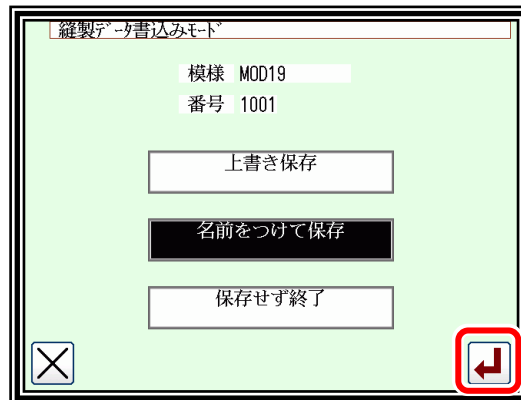 縫製ﾃﾞｰﾀ書込みﾓｰﾄﾞ
模様 MOD19
番号 1001
上書き保存
名前をつけて保存
保存せず終了